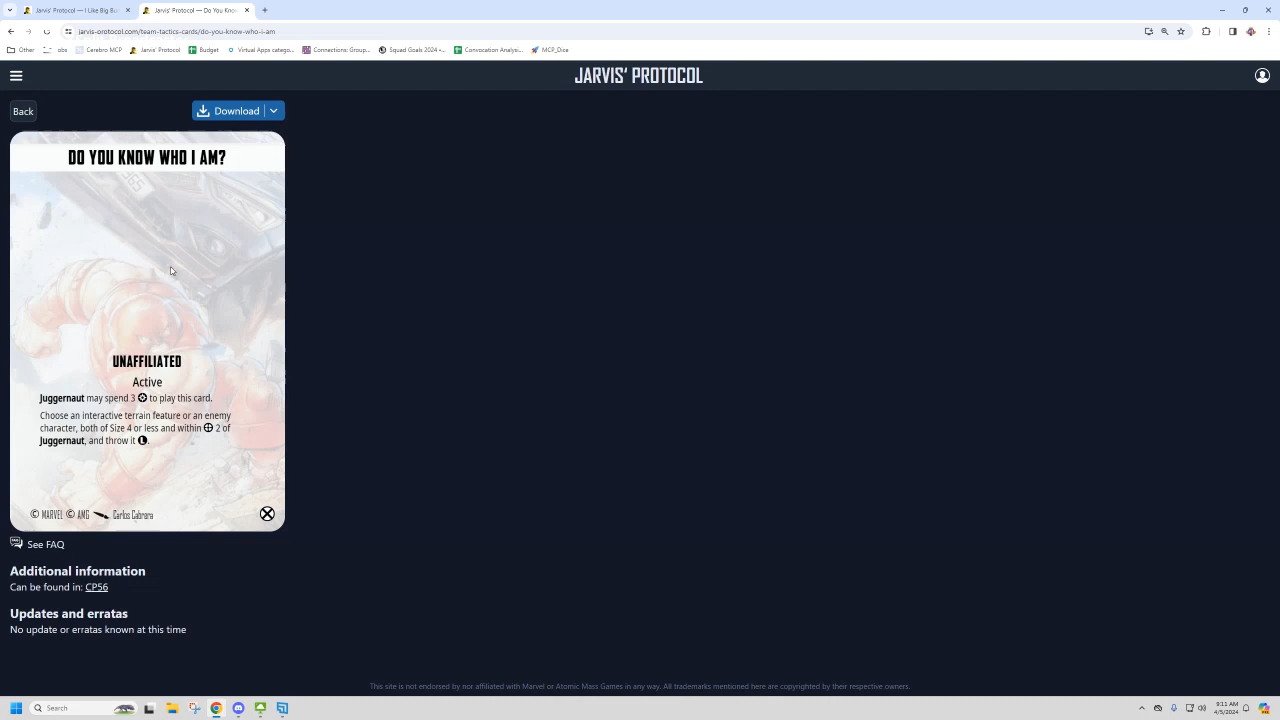 Jarvis' Protocol — I Like Big Bu
Jarvis' Protocol — Do You Know
jarvis-protocol.com/team-tactics-cards/do-you-know-who-i-am
Other
Jobs
Cerebro MCP
Jarvis' Protocol
Budget
Virtual Apps catego...
Connections: Group...
Squad Goals 2024 •...
Convocation Analysi...
MCP_Dice
JARVIS' PROTOCOL
Back
Download
DO YOU KNOW WHO I AM?
365
UNAFFILIATED
Active
Juggernaut may spend 3 to play this card.
Choose an interactive terrain feature or an enemy
character, both of Size 4 or less and within 2 of
Juggernaut, and throw it L.
© MARVEL © AMG Carlos Cabrera
See FAQ
Additional information
Can be found in: CP56
Updates and erratas
No update or erratas known at this time
This site is not endorsed by nor affiliated with Marvel or Atomic Mass Games in any way. All trademarks mentioned here are copyrighted by their respective owners.
Search
9:11 AM
4/5/2024